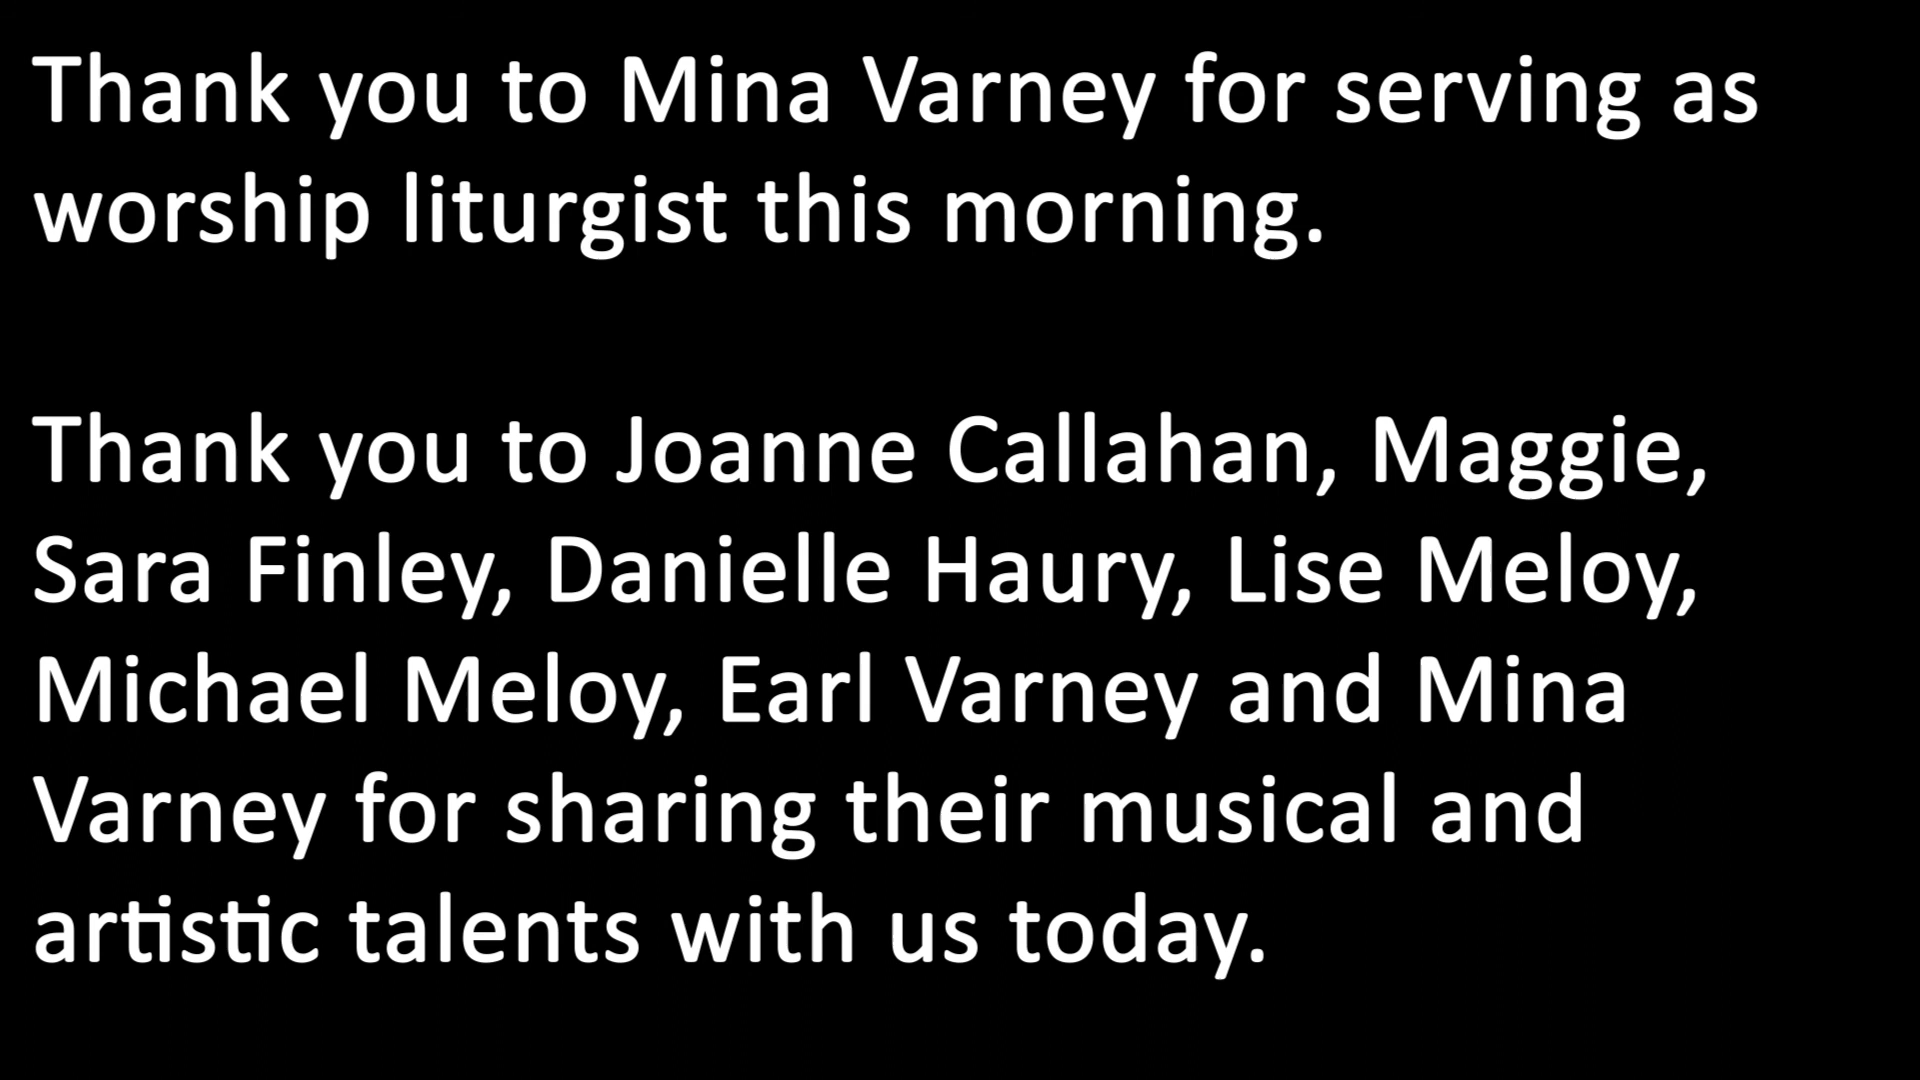 Thank you to Mina Varney for serving as
worship liturgist this morning.
Thank you to Joanne Callahan, Maggie,
Sara Finley, Danielle Haury, Lise Meloy,
Michael Meloy, Earl Varney and Mina
Varney for sharing their musical and
artistic talents with us today.